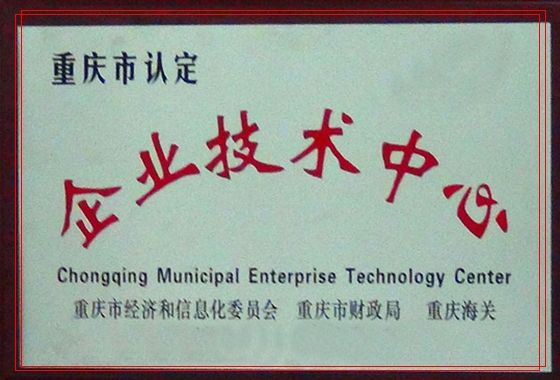 重庆市认定
企业技术中心
Chongqing Municipal Enterprise Technology Center
重庆市经济和信息化委员会 重庆市财政局 重庆海关